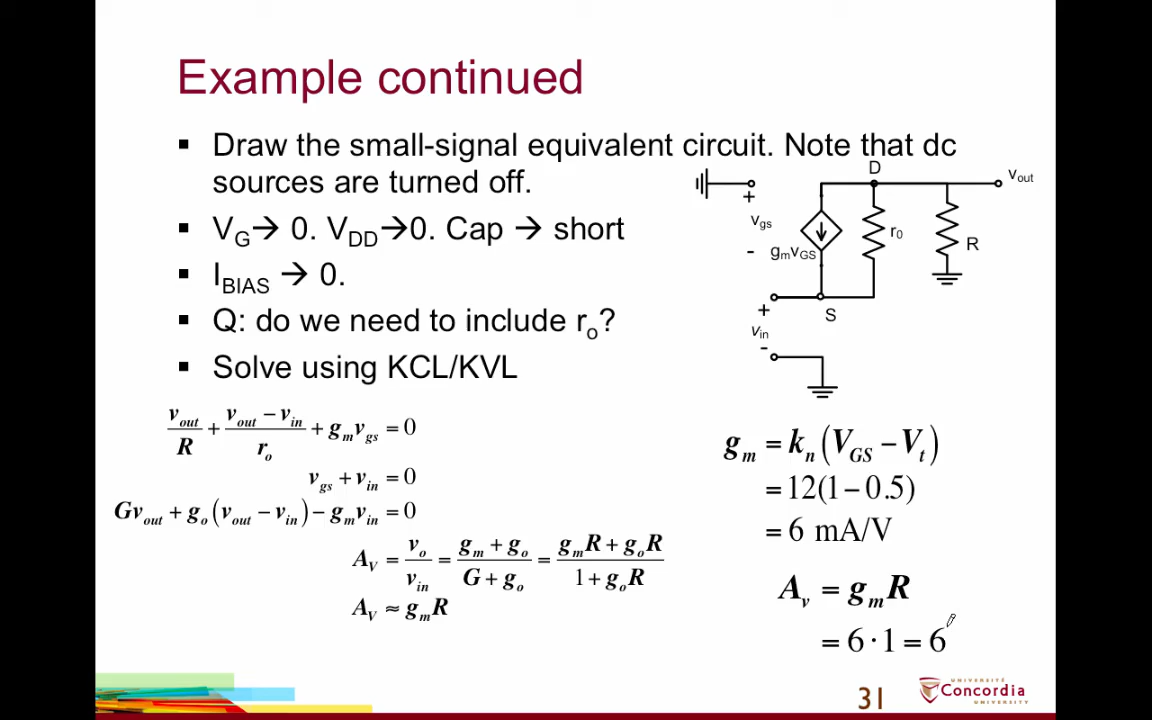 Example continued
▪ Draw the small-signal equivalent circuit. Note that dc
sources are turned off.
▪ V_G→ 0. V_DD→0. Cap → short
▪ I_BIAS → 0.
▪ Q: do we need to include r_o?
▪ Solve using KCL/KVL
D
v_out
+
v_gs
-
g_m v_GS
r_0
R
+
v_in
-
S
v_out/R + (v_out − v_in)/r_o + g_m v_gs = 0
v_gs + v_in = 0
Gv_out + g_o(v_out − v_in) − g_m v_in = 0
A_V = v_o/v_in = (g_m + g_o)/(G + g_o) = (g_m R + g_o R)/(1 + g_o R)
A_V ≈ g_m R
g_m = k_n(V_GS − V_t)
= 12(1 − 0.5)
= 6 mA/V
A_v = g_m R
= 6 · 1 = 6
31
UNIVERSITÉ
Concordia
UNIVERSITY